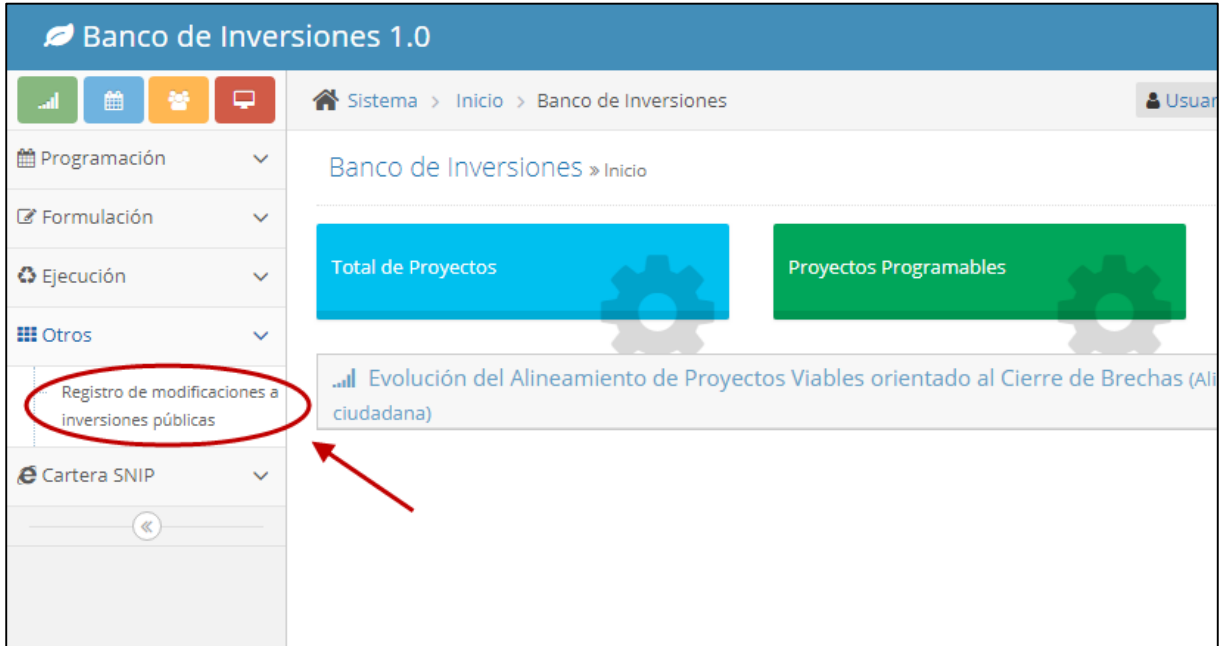 Banco de Inversiones 1.0
Sistema > Inicio > Banco de Inversiones
Usuar
Programación
Formulación
Ejecución
Otros
Registro de modificaciones a
inversiones públicas
Cartera SNIP
Banco de Inversiones » Inicio
Total de Proyectos
Proyectos Programables
Evolución del Alineamiento de Proyectos Viables orientado al Cierre de Brechas (Ali
ciudadana)